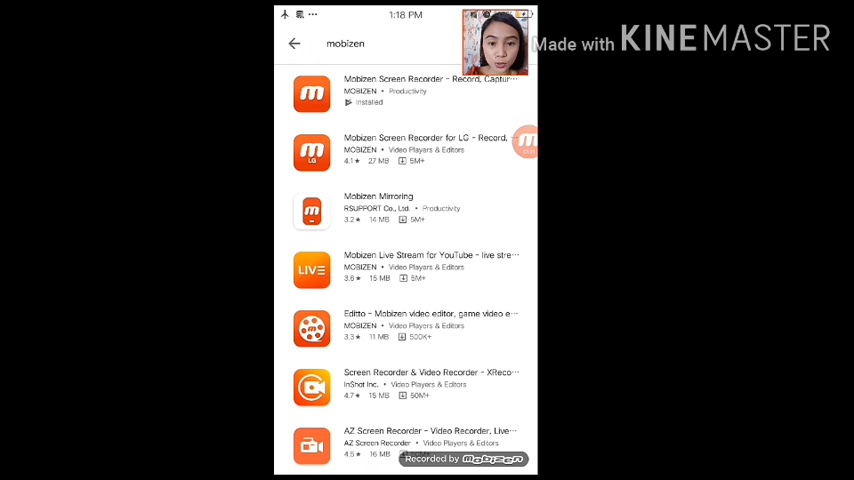 1:18 PM
Made with KINEMASTER
mobizen
Mobizen Screen Recorder - Record, Captur...
MOBIZEN • Productivity
Installed
Mobizen Screen Recorder for LG - Record, ...
MOBIZEN • Video Players & Editors
4.1★ 27 MB 5M+
Mobizen Mirroring
RSUPPORT Co., Ltd. • Productivity
3.2★ 14 MB 5M+
Mobizen Live Stream for YouTube - live stre...
MOBIZEN • Video Players & Editors
3.6★ 15 MB 5M+
LIVE
Editto - Mobizen video editor, game video e...
MOBIZEN • Video Players & Editors
3.3★ 11 MB 500K+
Screen Recorder & Video Recorder - XReco...
InShot Inc. • Video Players & Editors
4.7★ 15 MB 50M+
AZ Screen Recorder - Video Recorder, Live...
AZ Screen Recorder • Video Players & Editors
4.5★ 16 MB
Recorded by mobizen